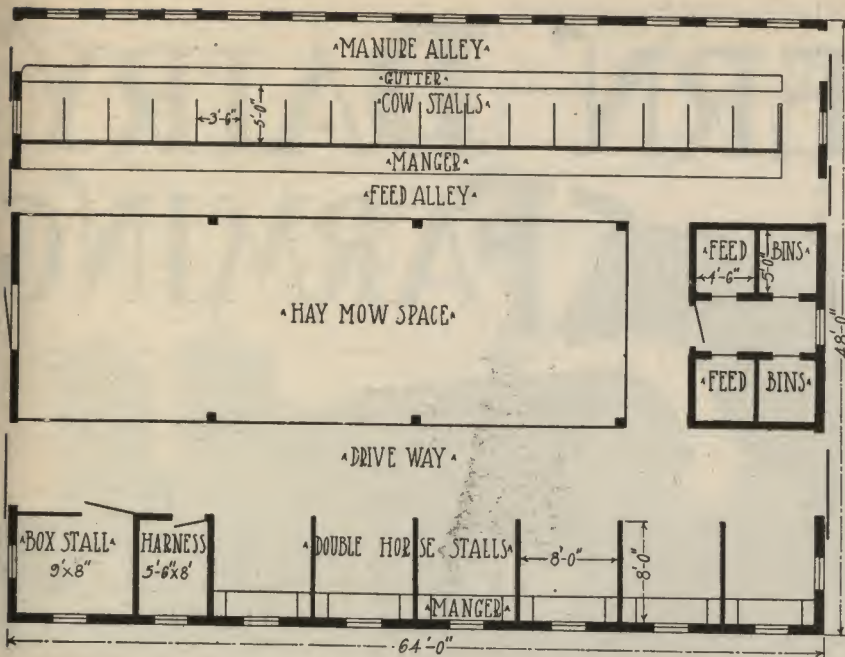 MANURE ALLEY
GUTTER
COW STALLS
3'-6"
5'-0"
MANGER
FEED ALLEY
FEED BINS
4'-6"
5'-0"
HAY MOW SPACE
48'-0"
FEED BINS
DRIVE WAY
BOX STALL
9'x8"
HARNESS
5'-6"x8'
DOUBLE HORSE STALLS
8'-0"
8'-0"
MANGER
64'-0"